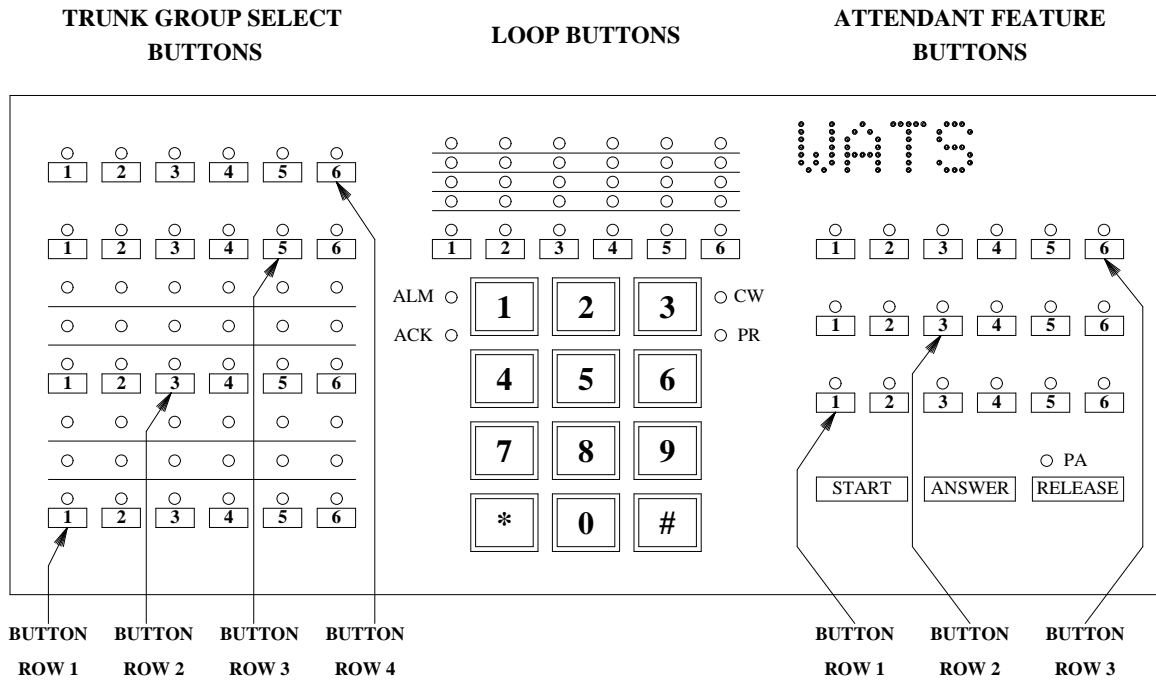 TRUNK GROUP SELECT
BUTTONS
LOOP BUTTONS
ATTENDANT FEATURE
BUTTONS
WATS
1 2 3 4 5 6
1 2 3 4 5 6
1 2 3 4 5 6
1 2 3 4 5 6
1 2 3 4 5 6
ALM
ACK
CW
PR
1 2 3
4 5 6
7 8 9
* 0 #
1 2 3 4 5 6
1 2 3 4 5 6
1 2 3 4 5 6
PA
START ANSWER RELEASE
BUTTON
ROW 1
BUTTON
ROW 2
BUTTON
ROW 3
BUTTON
ROW 4
BUTTON
ROW 1
BUTTON
ROW 2
BUTTON
ROW 3